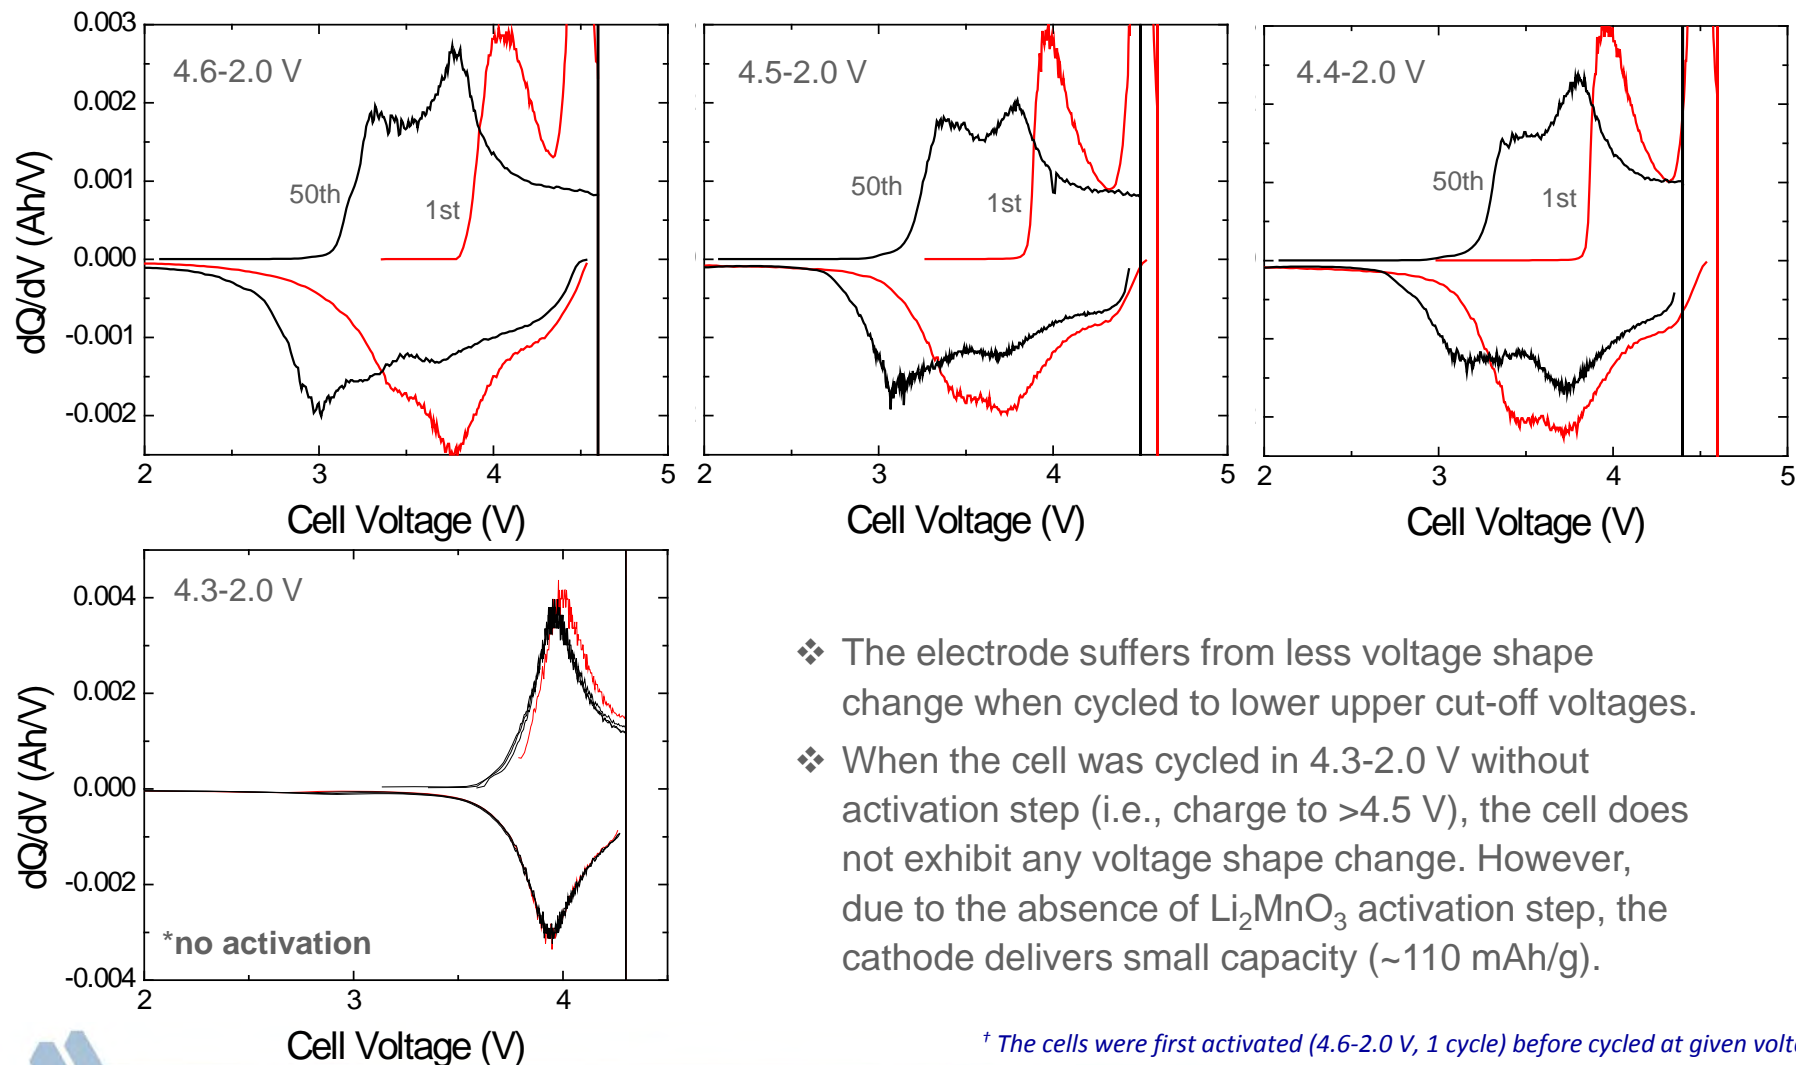 4.6-2.0 V
0.003
0.002
0.001
0.000
-0.001
-0.002
dQ/dV (Ah/V)
50th
1st
2 3 4 5
Cell Voltage (V)
4.5-2.0 V
50th
1st
2 3 4 5
Cell Voltage (V)
4.4-2.0 V
50th
1st
2 3 4 5
Cell Voltage (V)
4.3-2.0 V
0.004
0.002
0.000
-0.002
-0.004
dQ/dV (Ah/V)
*no activation
2 3 4
Cell Voltage (V)
❖ The electrode suffers from less voltage shape
change when cycled to lower upper cut-off voltages.
❖ When the cell was cycled in 4.3-2.0 V without
activation step (i.e., charge to >4.5 V), the cell does
not exhibit any voltage shape change. However,
due to the absence of Li₂MnO₃ activation step, the
cathode delivers small capacity (~110 mAh/g).
† The cells were first activated (4.6-2.0 V, 1 cycle) before cycled at given